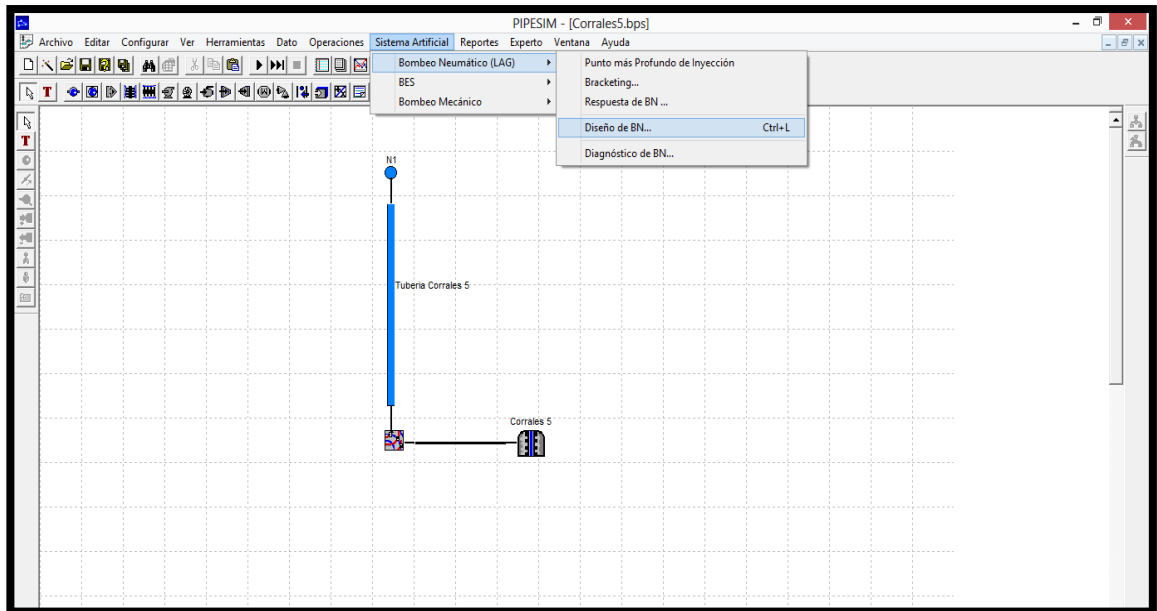 PIPESIM - [Corrales5.bps]
Archivo Editar Configurar Ver Herramientas Dato Operaciones Sistema Artificial Reportes Experto Ventana Ayuda
Bombeo Neumático (LAG)
BES
Bombeo Mecánico
Punto más Profundo de Inyección
Bracketing...
Respuesta de BN ...
Diseño de BN... Ctrl+L
Diagnóstico de BN...
T
T
N1
Tuberia Corrales 5
Corrales 5